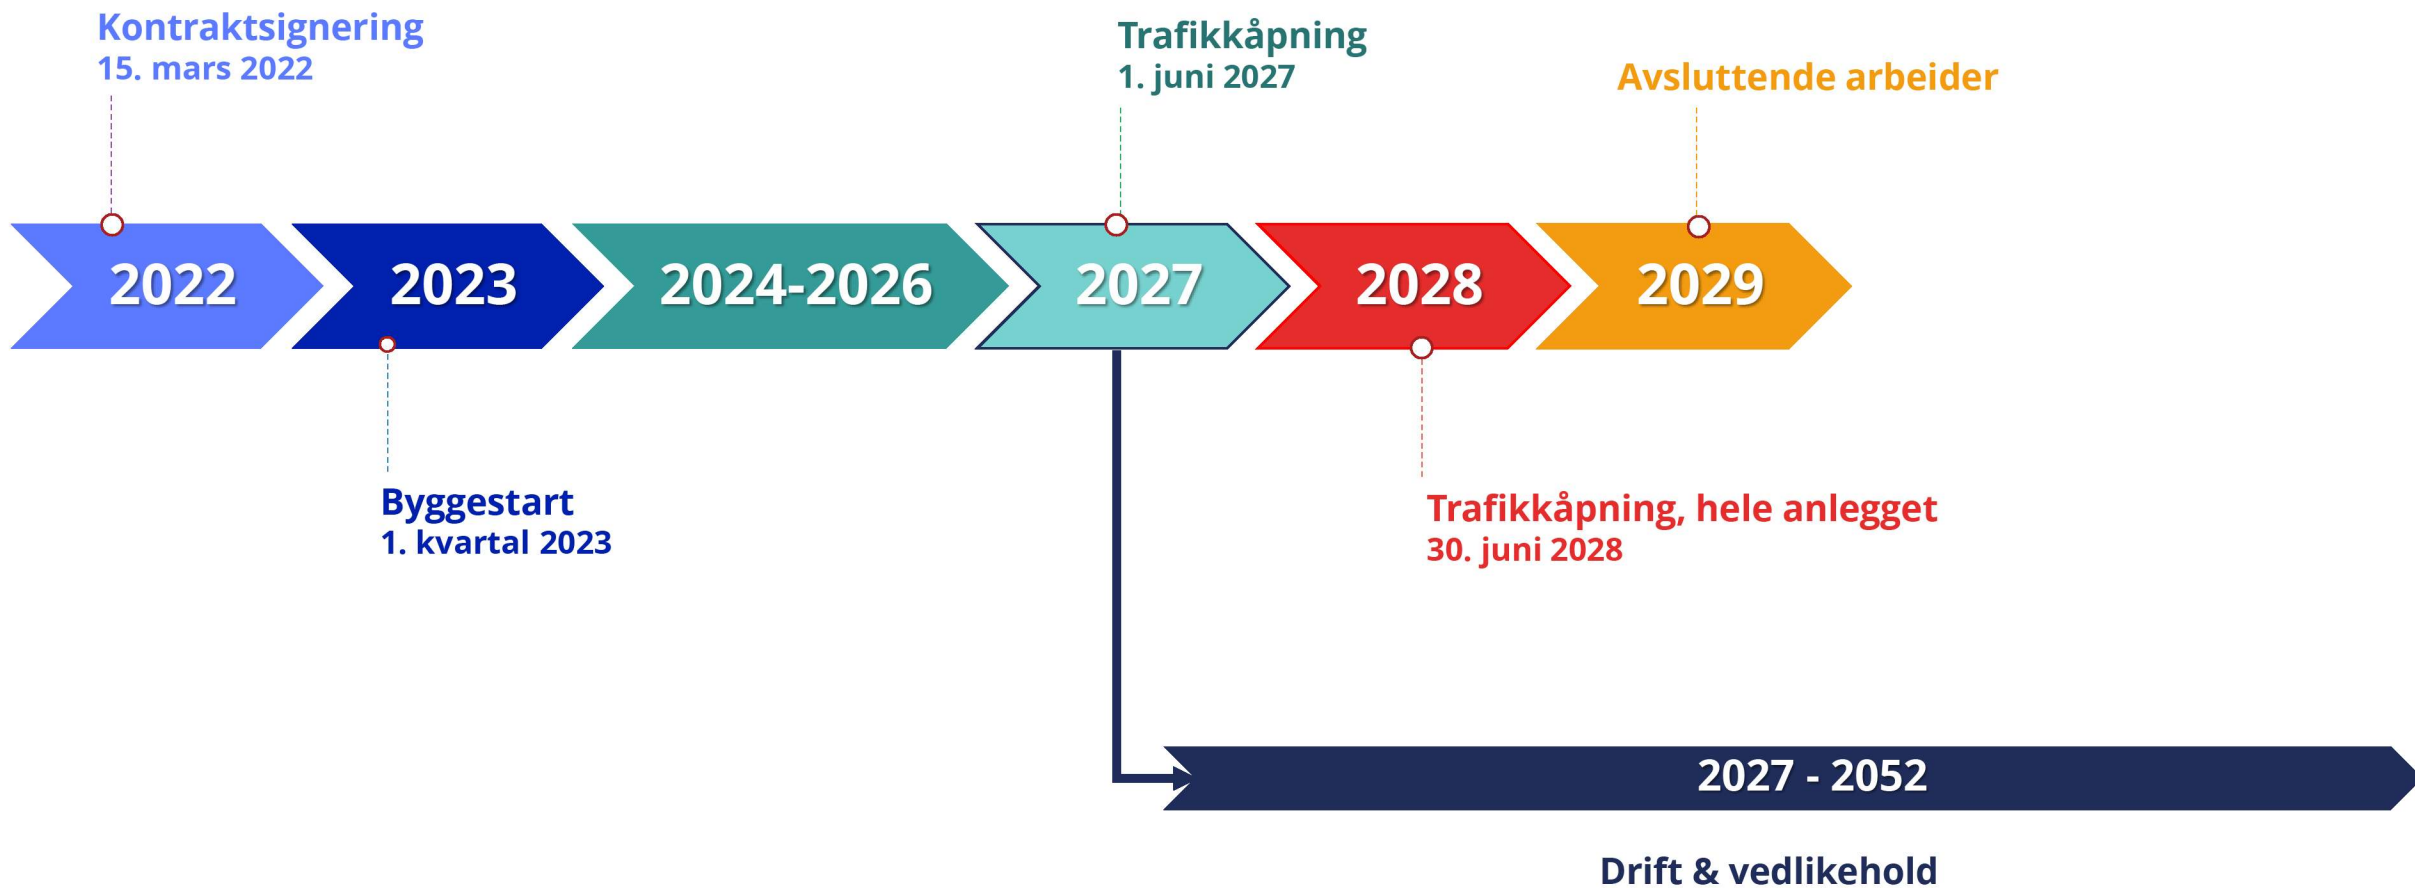 Kontraktsignering
15. mars 2022
Trafikkåpning
1. juni 2027
Avsluttende arbeider
2022
2023
2024-2026
2027
2028
2029
Byggestart
1. kvartal 2023
Trafikkåpning, hele anlegget
30. juni 2028
2027 - 2052
Drift & vedlikehold